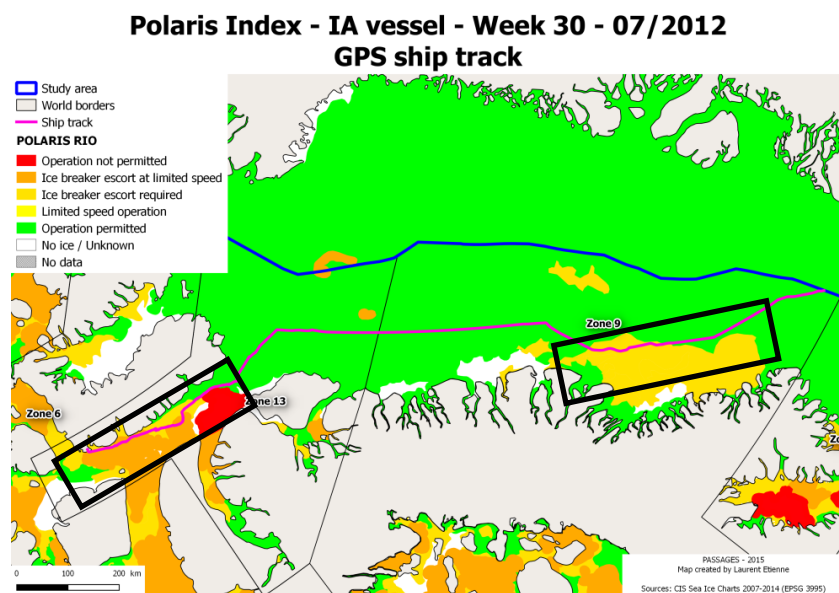 Polaris Index - IA vessel - Week 30 - 07/2012
GPS ship track
Study area
World borders
Ship track
POLARIS RIO
Operation not permitted
Ice breaker escort at limited speed
Ice breaker escort required
Limited speed operation
Operation permitted
No ice / Unknown
No data
Zone 9
Zone 6
Zone 13
0 100 200 km
PASSAGES - 2015
Map created by Laurent Etienne
Sources: CIS Sea Ice Charts 2007-2014 (EPSG 3995)